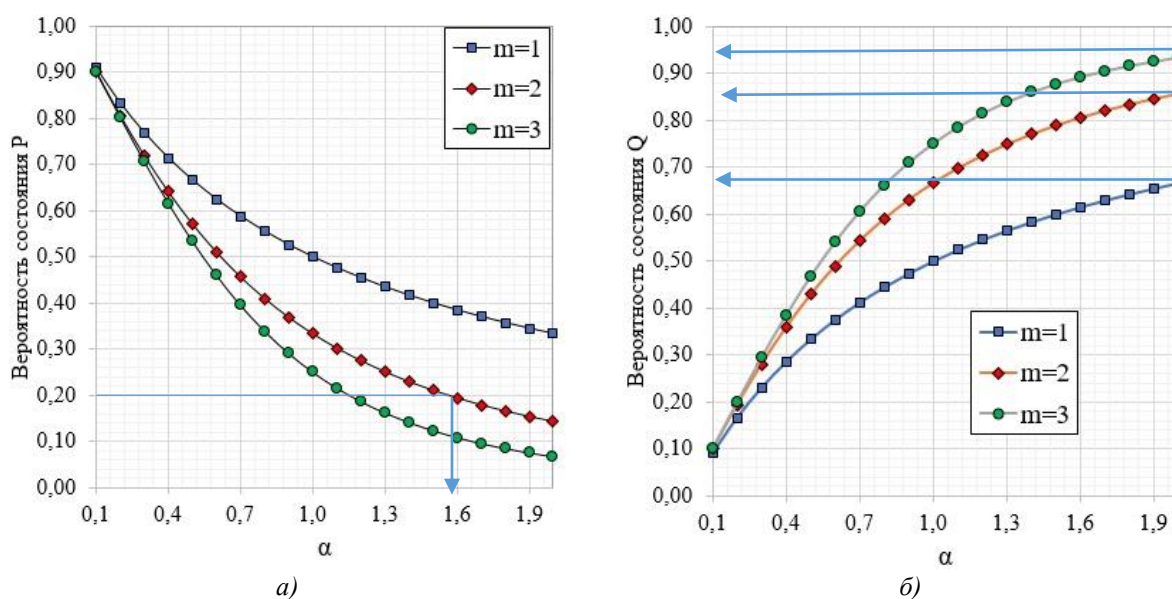 1,00
0,90
0,80
0,70
0,60
0,50
0,40
0,30
0,20
0,10
0,00
Вероятность состояния P
m=1
m=2
m=3
0,1 0,4 0,7 1,0 1,3 1,6 1,9
α
а)
1,00
0,90
0,80
0,70
0,60
0,50
0,40
0,30
0,20
0,10
0,00
Вероятность состояния Q
m=1
m=2
m=3
0,1 0,4 0,7 1,0 1,3 1,6 1,9
α
б)